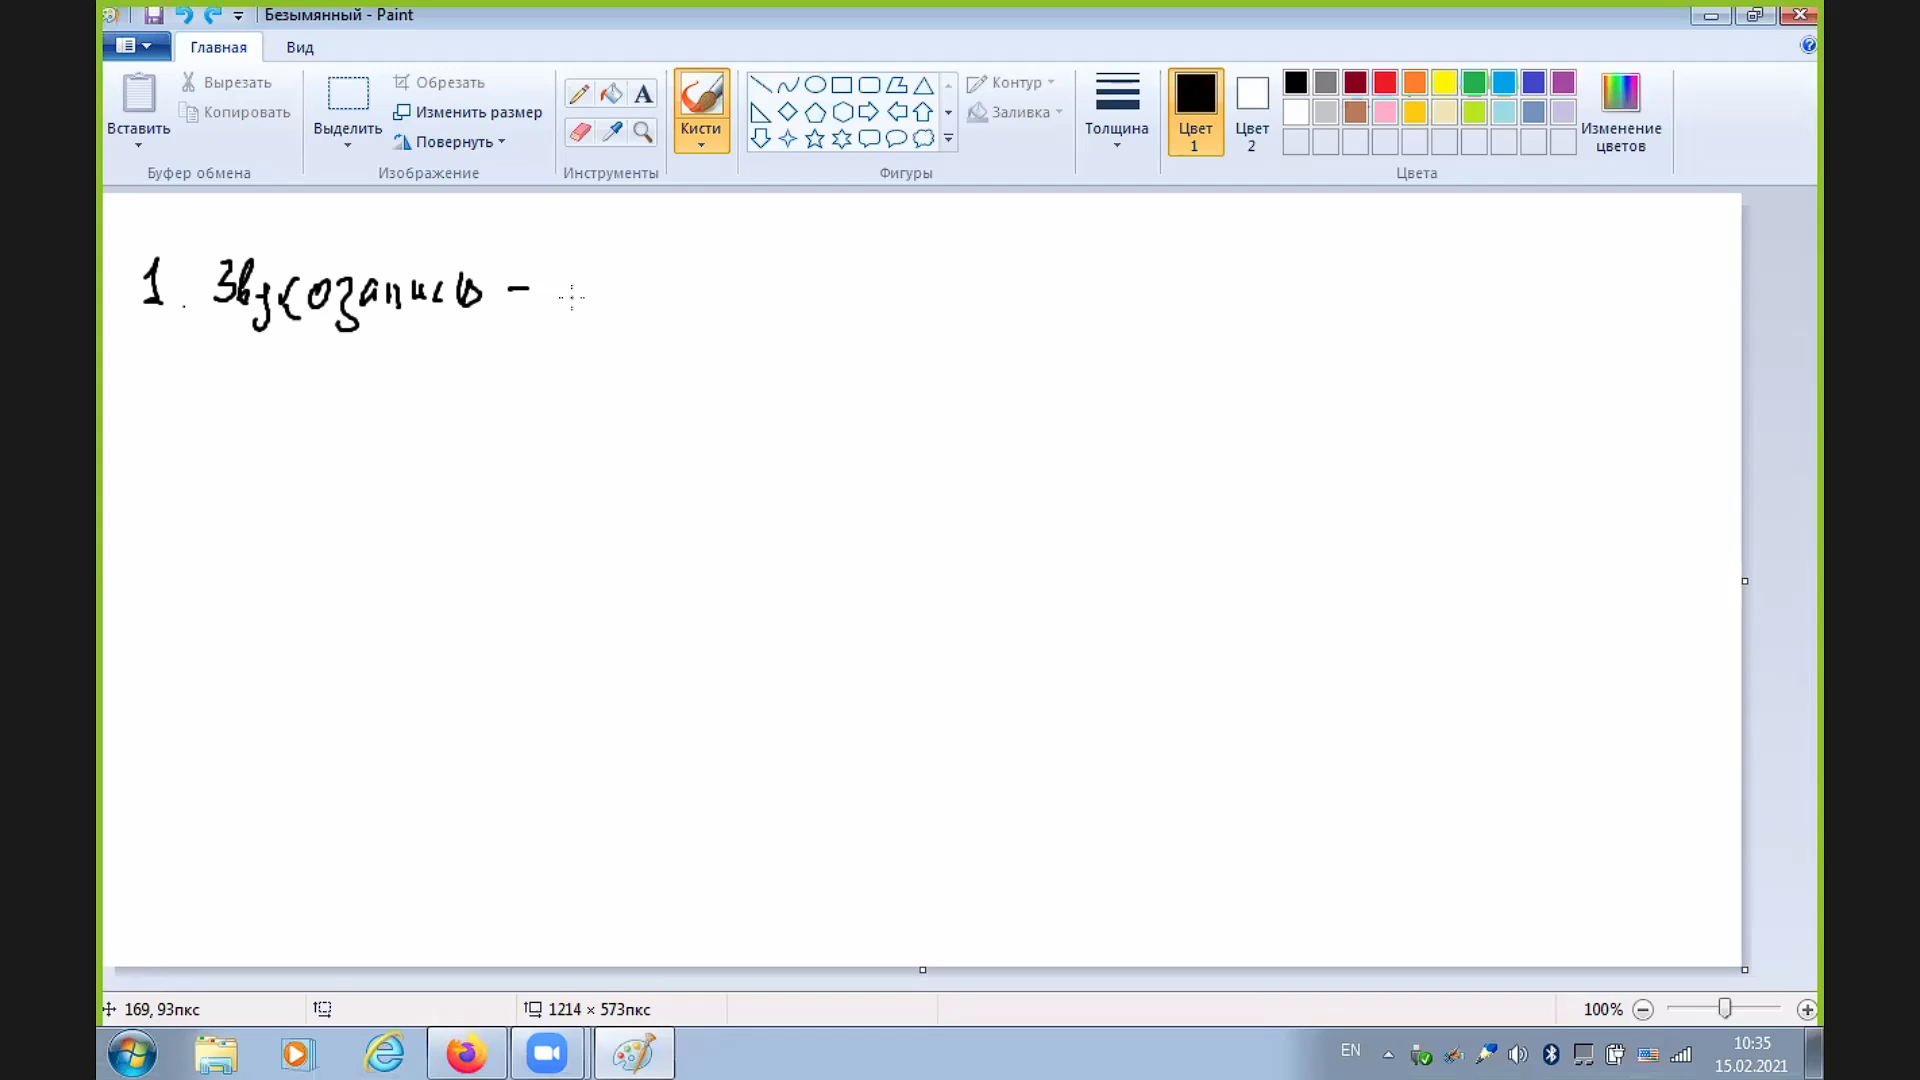 Безымянный - Paint
Главная Вид
Вставить
Вырезать
Копировать
Буфер обмена
Выделить
Обрезать
Изменить размер
Повернуть
Изображение
A
Инструменты
Кисти
Контур
Заливка
Фигуры
Толщина
Цвет 1
Цвет 2
Изменение цветов
Цвета
1. Звукозапись -
169, 93пкс
1214 × 573пкс
100%
EN
10:35
15.02.2021